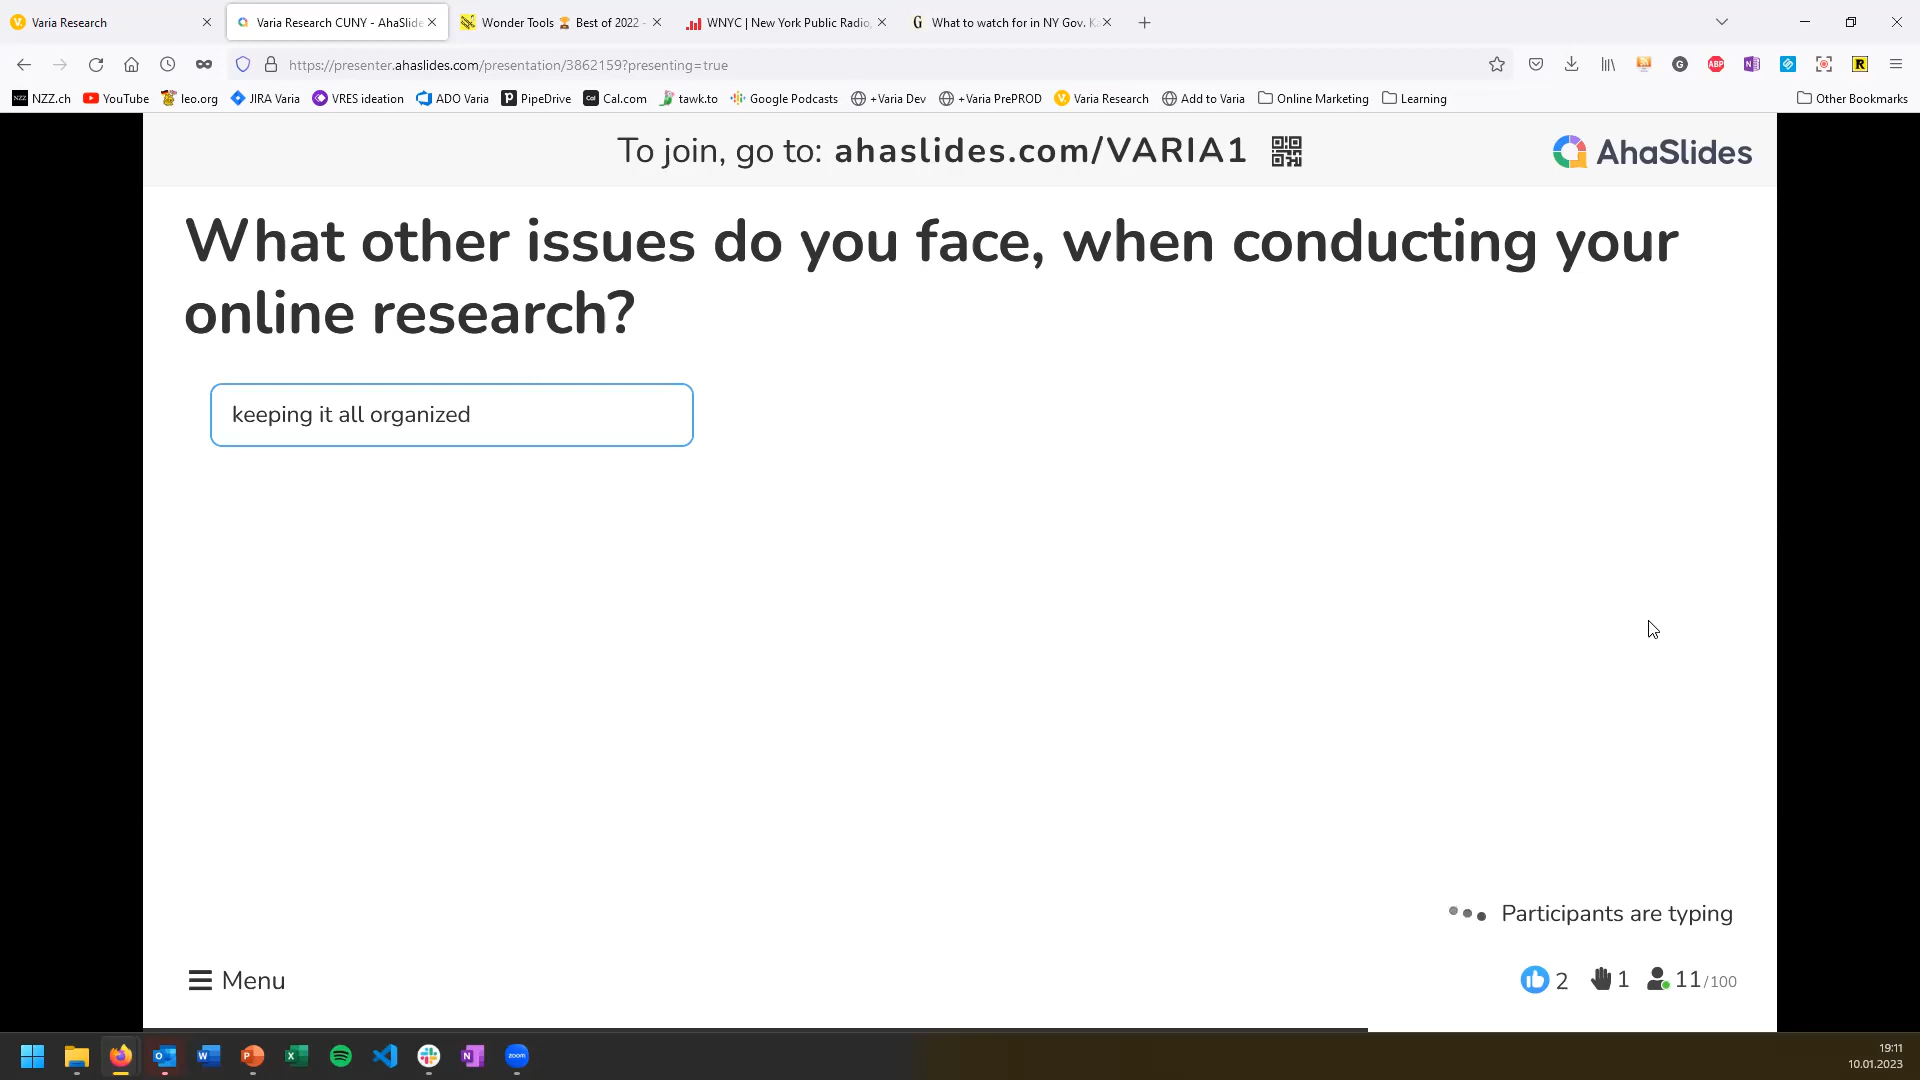 Varia Research
Varia Research CUNY - AhaSlide
Wonder Tools 🏆 Best of 2022 -
WNYC | New York Public Radio,
What to watch for in NY Gov. Ka
https://presenter.ahaslides.com/presentation/3862159?presenting=true
NZZ.ch YouTube leo.org JIRA Varia VRES ideation ADO Varia PipeDrive Cal.com tawk.to Google Podcasts +Varia Dev +Varia PrePROD Varia Research Add to Varia Online Marketing Learning Other Bookmarks
To join, go to: ahaslides.com/VARIA1
AhaSlides
What other issues do you face, when conducting your
online research?
keeping it all organized
Participants are typing
Menu
2 1 11/100
19:11
10.01.2023